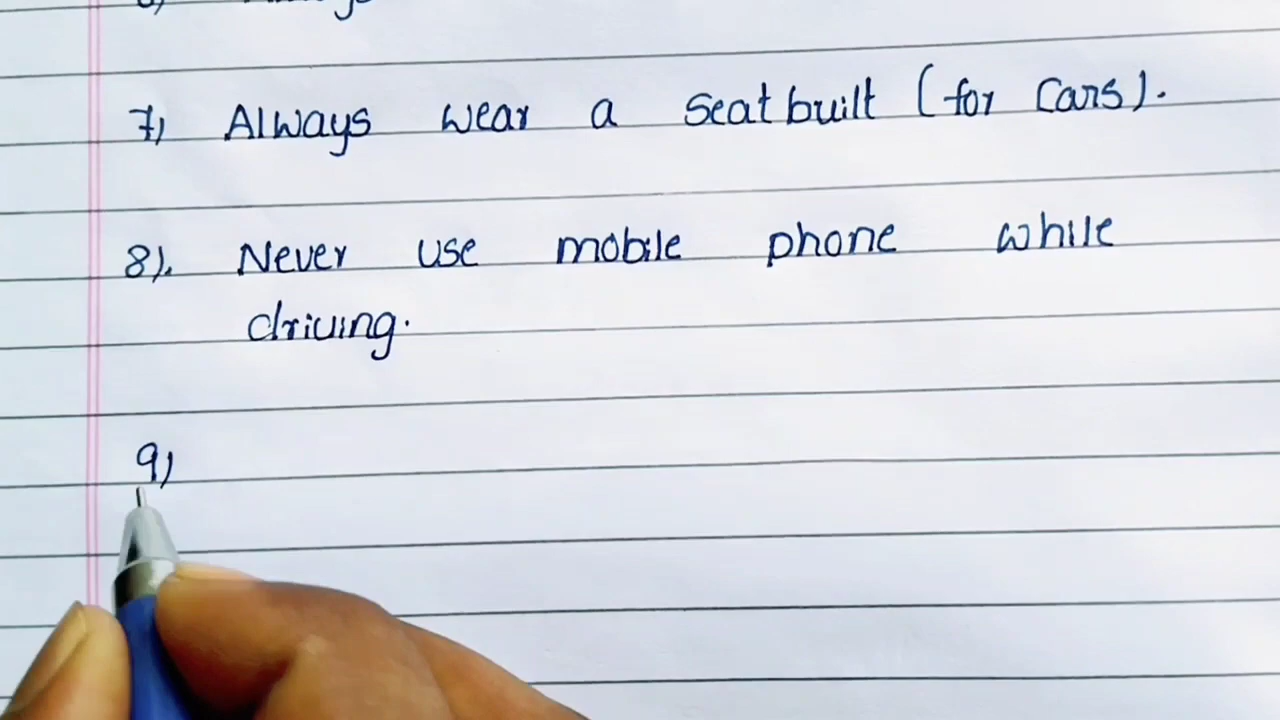 7) Always wear a seatbuilt (for Cars).
8). Never use mobile phone while
driving.
9)